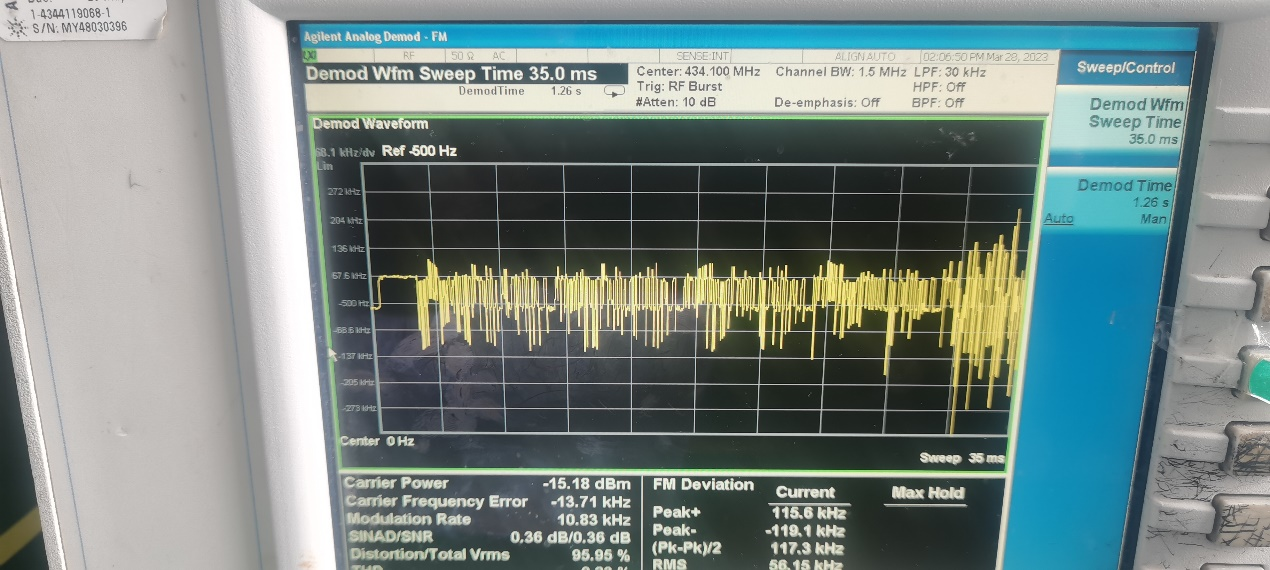 1-4344119068-1
S/N: MY48030396
Agilent Analog Demod - FM
RF 50 Ω AC SENSE:INT ALIGN AUTO 02:06:50 PM Mar 28, 2023
Demod Wfm Sweep Time 35.0 ms
DemodTime 1.26 s
Center: 434.100 MHz Channel BW: 1.5 MHz LPF: 30 kHz
Trig: RF Burst HPF: Off
#Atten: 10 dB De-emphasis: Off BPF: Off
Sweep/Control
Demod Wfm
Sweep Time
35.0 ms
Demod Time
1.26 s
Auto Man
Demod Waveform
68.1 kHz/dv Ref -500 Hz
Lin
272 kHz
204 kHz
136 kHz
67.6 kHz
-500 Hz
-68.6 kHz
-137 kHz
-205 kHz
-273 kHz
Center 0 Hz
Sweep 35 ms
Carrier Power -15.18 dBm
Carrier Frequency Error -13.71 kHz
Modulation Rate 10.83 kHz
SINAD/SNR 0.36 dB/0.36 dB
Distortion/Total Vrms 95.95 %
FM Deviation Current Max Hold
Peak+ 115.6 kHz
Peak- -119.1 kHz
(Pk-Pk)/2 117.3 kHz
RMS 56.15 kHz